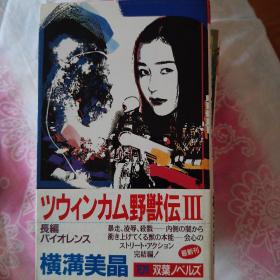 ツウィンカム野獣伝III
長編
バイオレンス
暴走、凌辱、殺戮——内側の闇から
衝き上げてくる獣の本能——会心の
ストリート・アクション
完結編!
最新刊
横溝美晶
双葉ノベルス